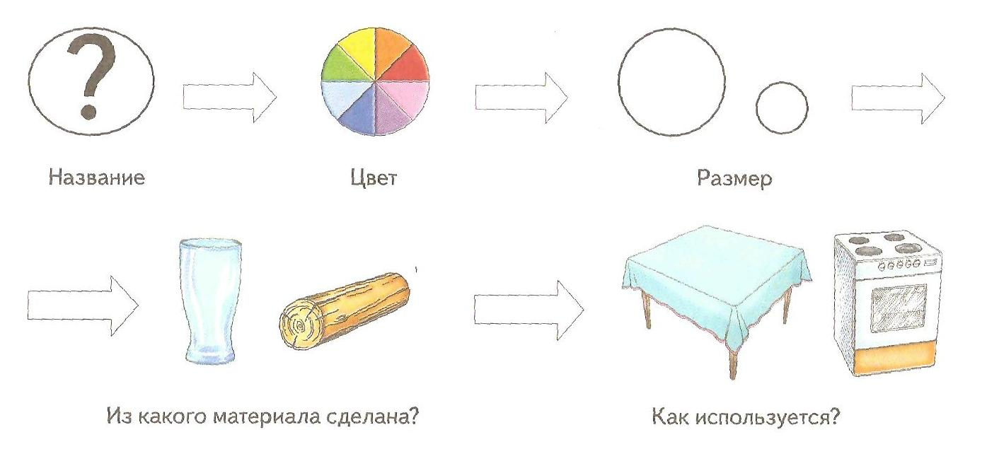 ?
Название
Цвет
Размер
Из какого материала сделана?
Как используется?